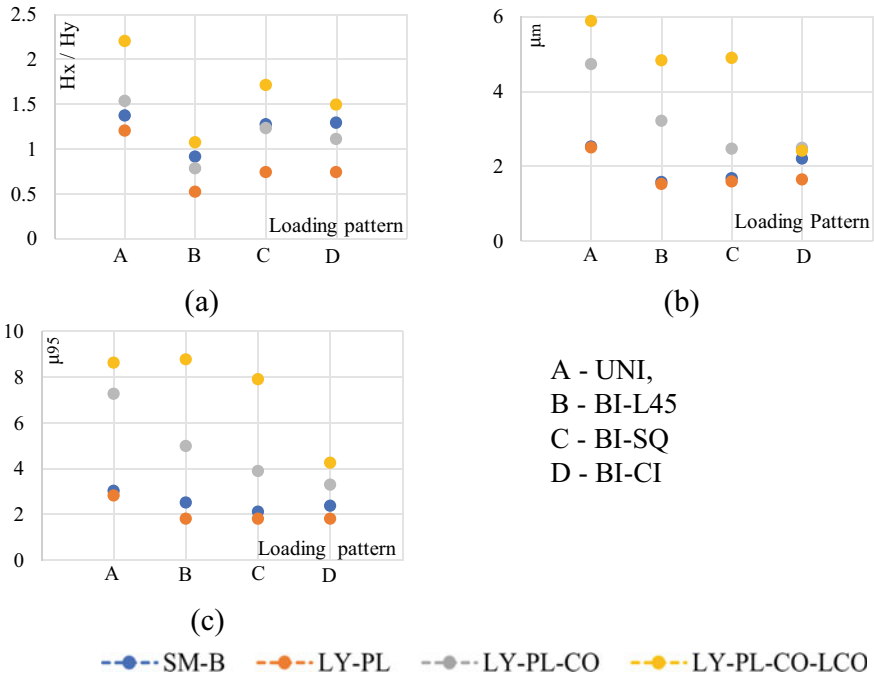 Hx / Hy
2.5
2
1.5
1
0.5
0
Loading pattern
A B C D
(a)
μm
6
4
2
0
Loading Pattern
A B C D
(b)
μ95
10
8
6
4
2
0
Loading pattern
A B C D
(c)
A - UNI,
B - BI-L45
C - BI-SQ
D - BI-CI
SM-B LY-PL LY-PL-CO LY-PL-CO-LCO